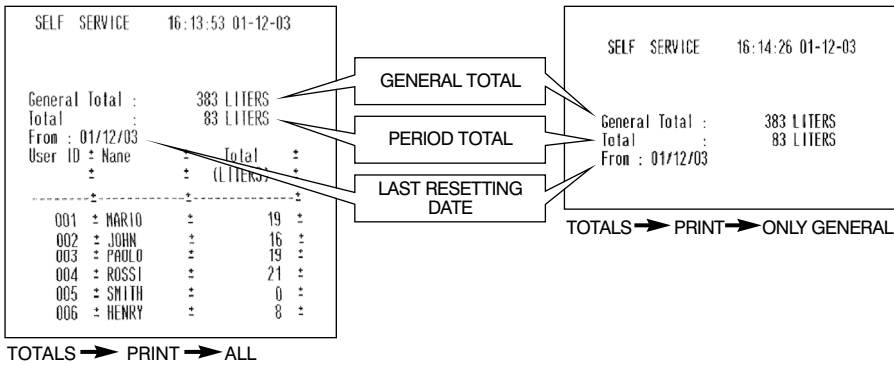 SELF SERVICE 16:13:53 01-12-03
General Total : 383 LITERS
Total : 83 LITERS
From : 01/12/03
User ID ± Name ± Total ±
± (LITERS)
± ±
001 ± MARIO ± 19 ±
002 ± JOHN ± 16 ±
003 ± PAOLO ± 19 ±
004 ± ROSSI ± 21 ±
005 ± SMITH ± 0 ±
006 ± HENRY ± 8 ±
TOTALS → PRINT → ALL
GENERAL TOTAL
PERIOD TOTAL
LAST RESETTING
DATE
SELF SERVICE 16:14:26 01-12-03
General Total : 383 LITERS
Total : 83 LITERS
From : 01/12/03
TOTALS → PRINT → ONLY GENERAL